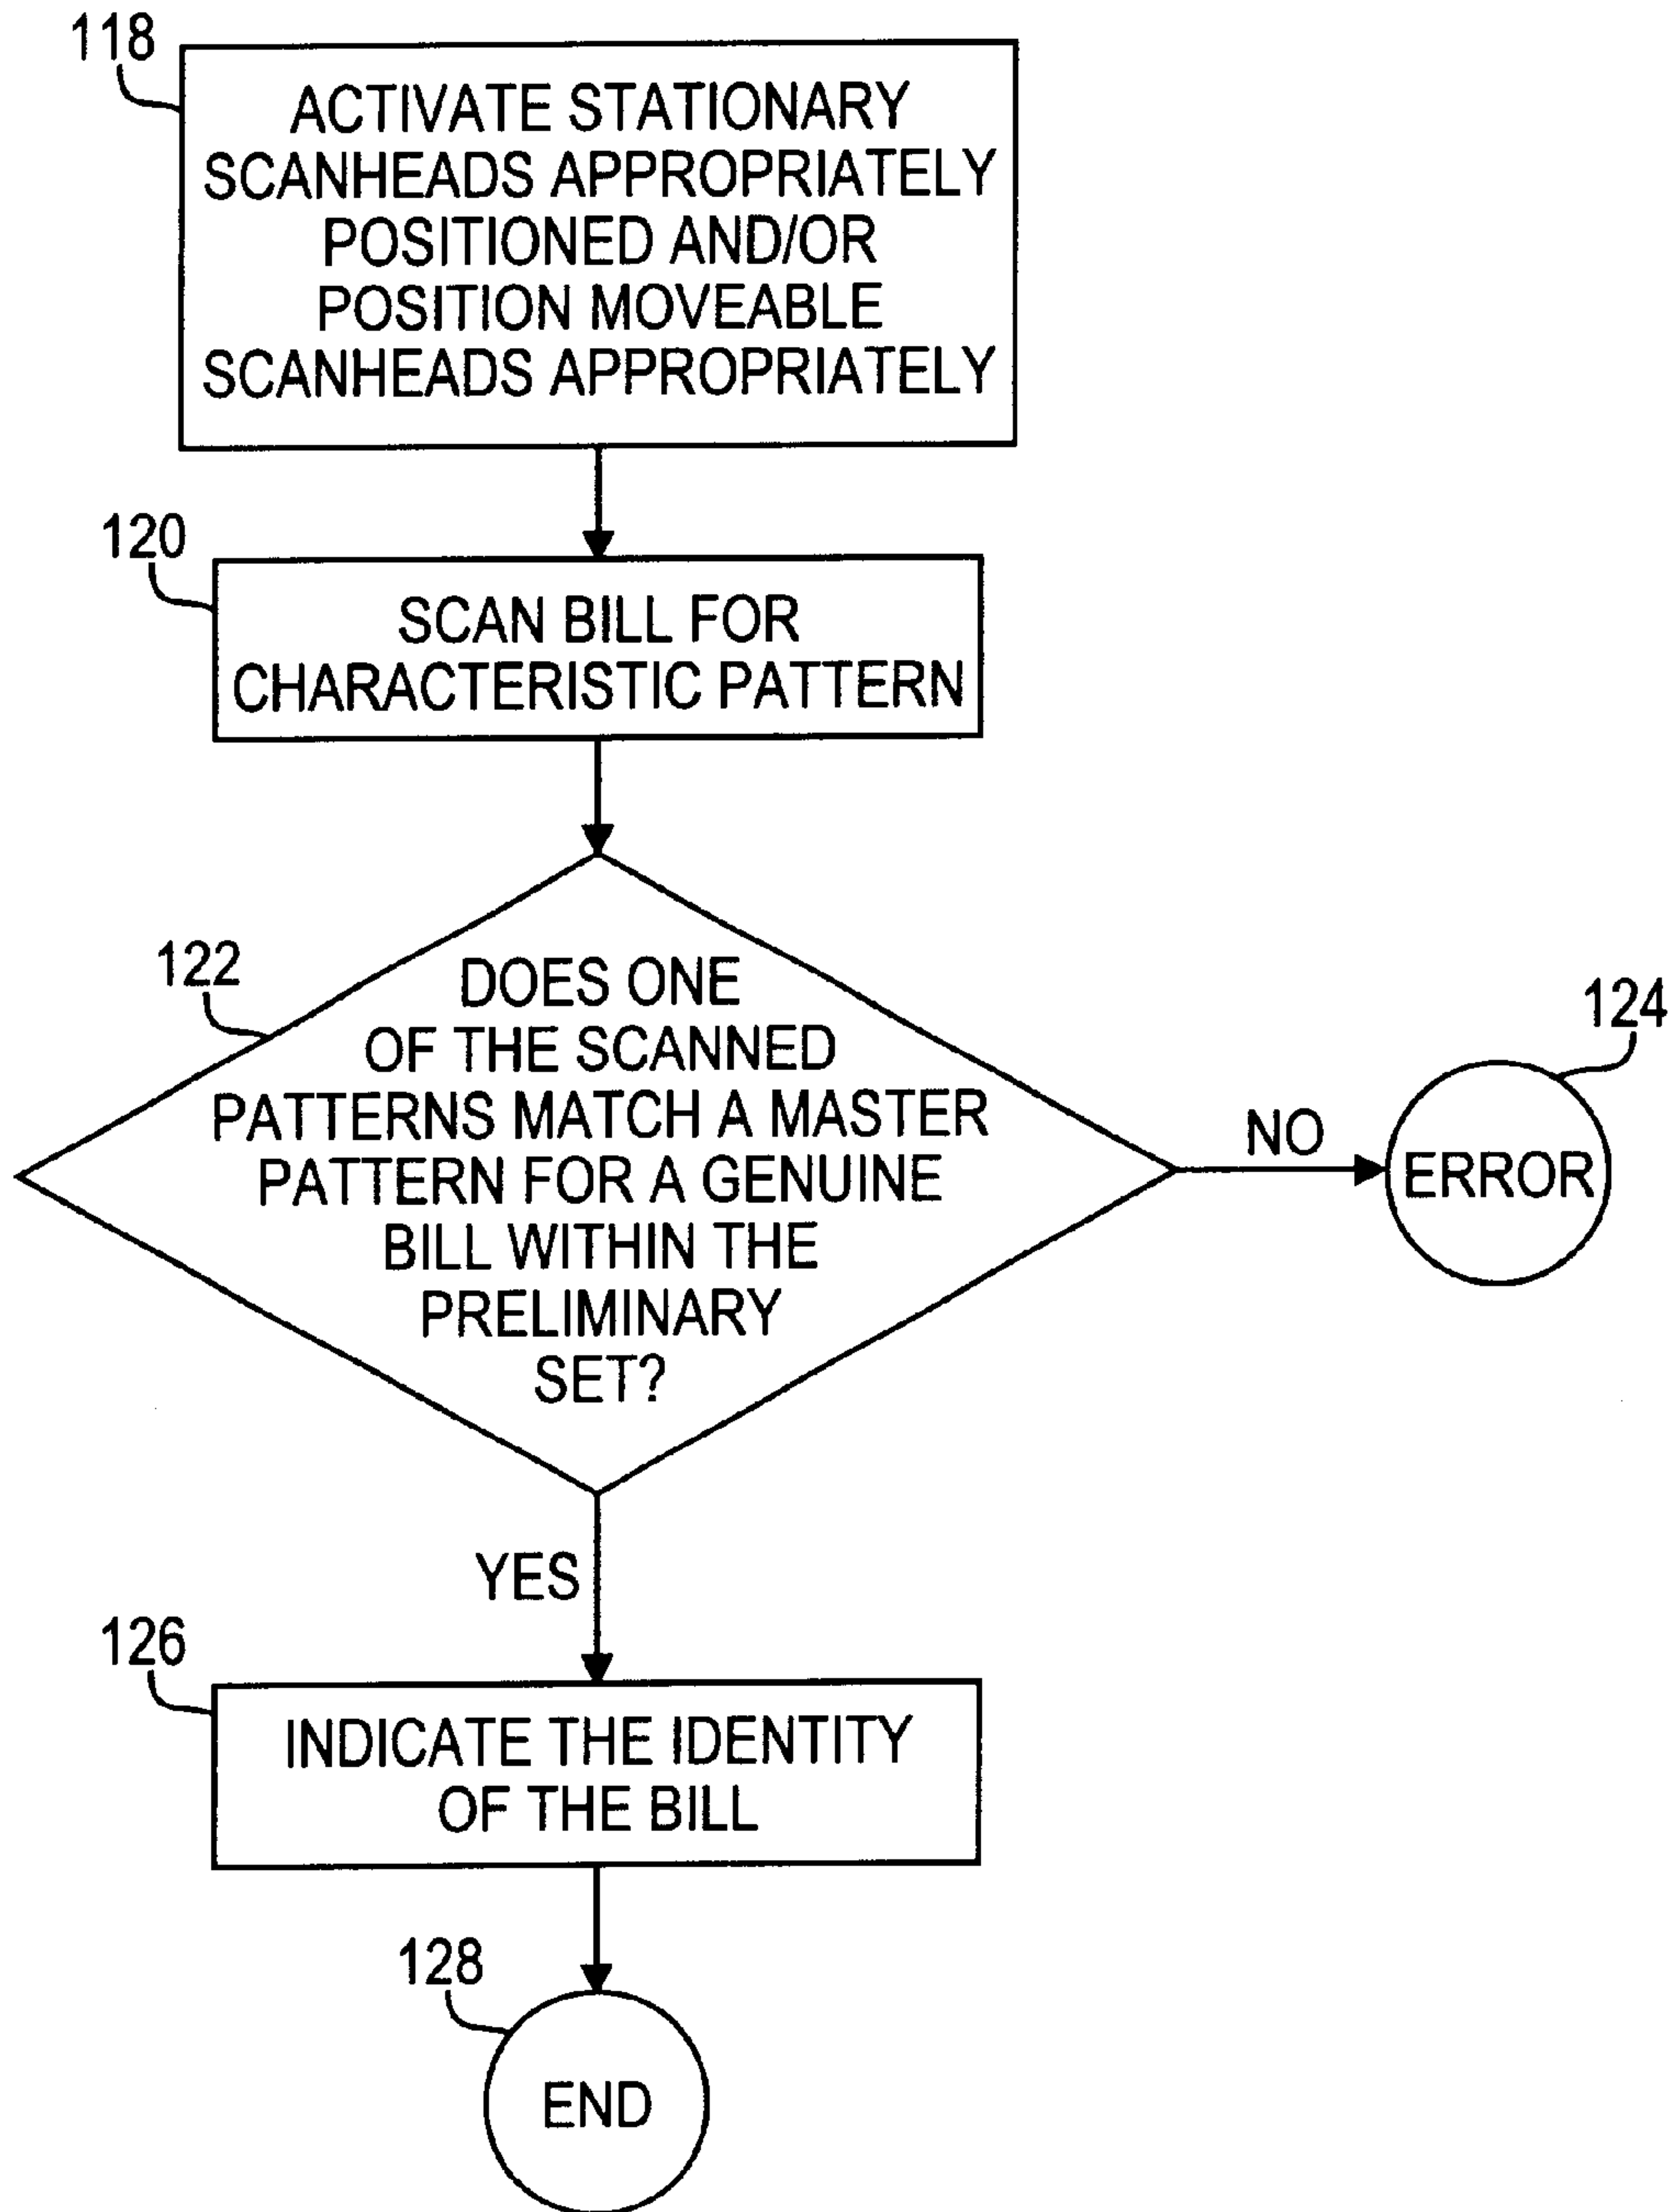 118
ACTIVATE STATIONARY
SCANHEADS APPROPRIATELY
POSITIONED AND/OR
POSITION MOVEABLE
SCANHEADS APPROPRIATELY
120
SCAN BILL FOR
CHARACTERISTIC PATTERN
122
DOES ONE
OF THE SCANNED
PATTERNS MATCH A MASTER
PATTERN FOR A GENUINE
BILL WITHIN THE
PRELIMINARY
SET?
NO
124
ERROR
YES
126
INDICATE THE IDENTITY
OF THE BILL
128
END